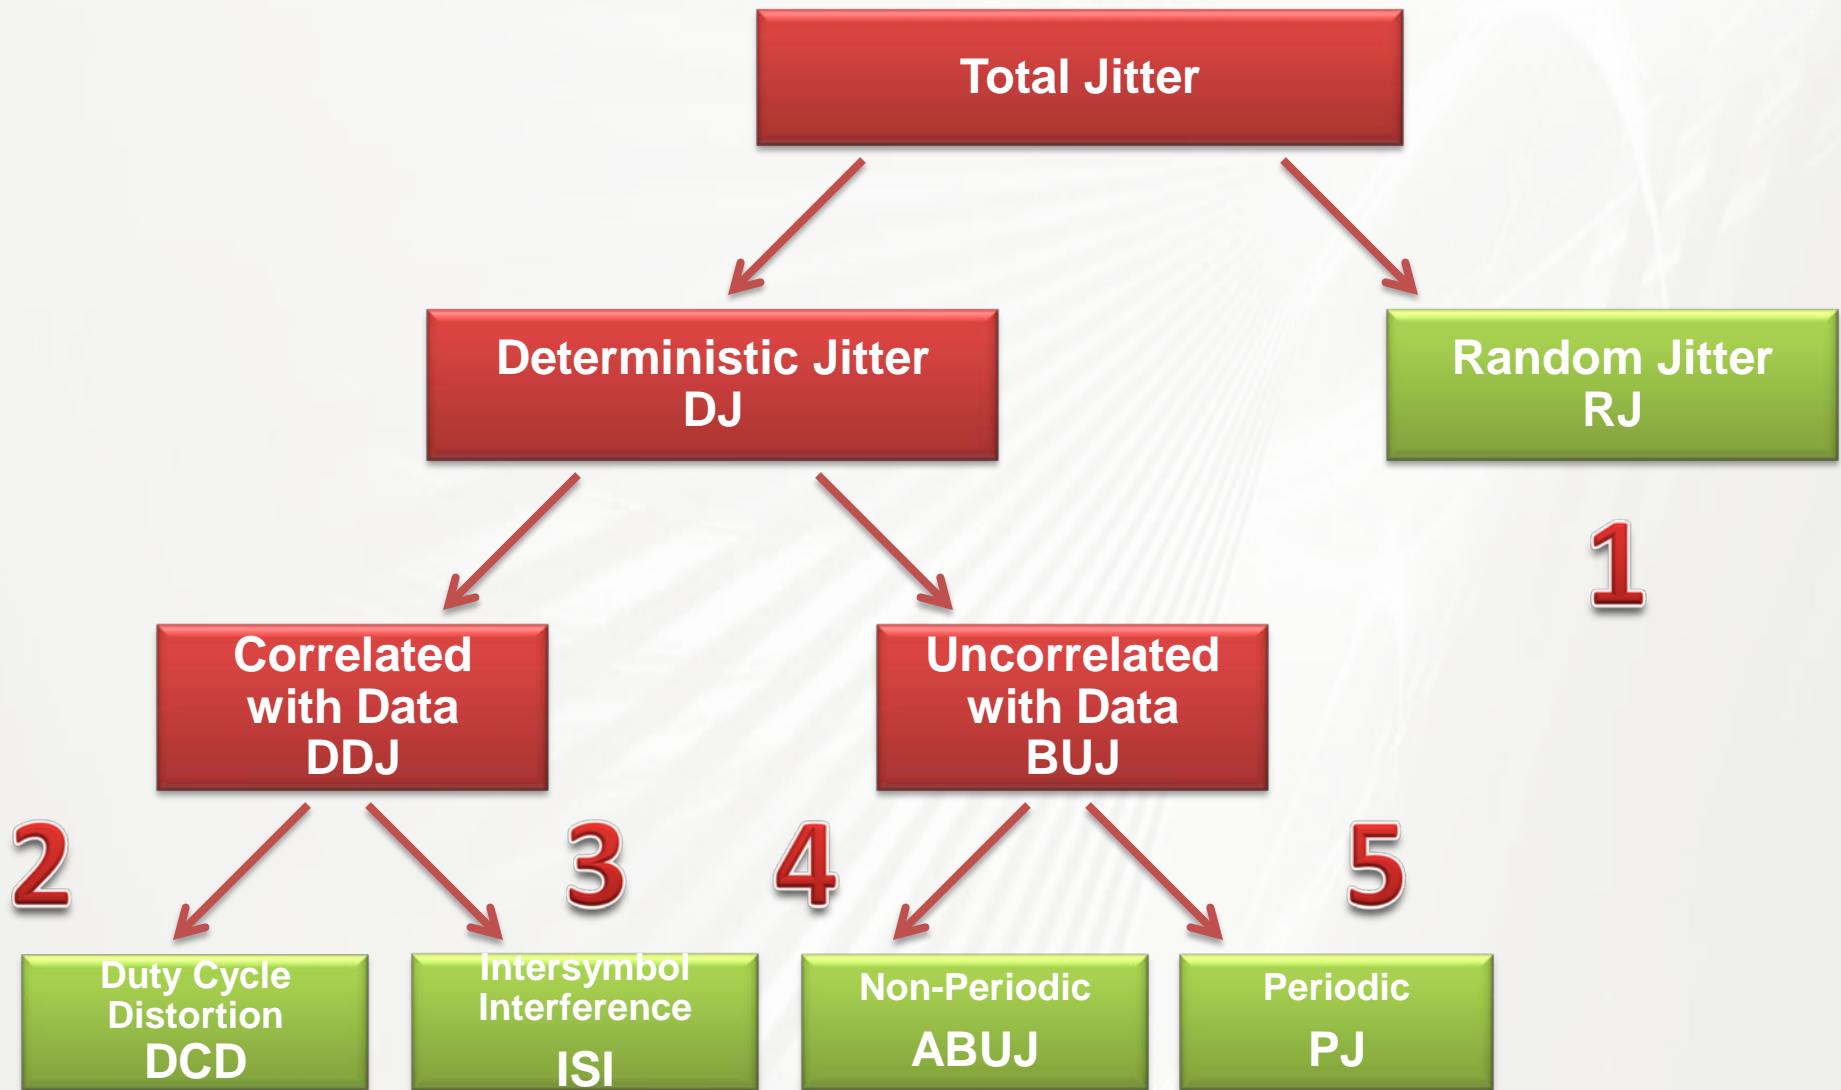 Total Jitter
Deterministic Jitter
DJ
Random Jitter
RJ
1
Correlated
with Data
DDJ
Uncorrelated
with Data
BUJ
2
3
4
5
Duty Cycle
Distortion
DCD
Intersymbol
Interference
ISI
Non-Periodic
ABUJ
Periodic
PJ